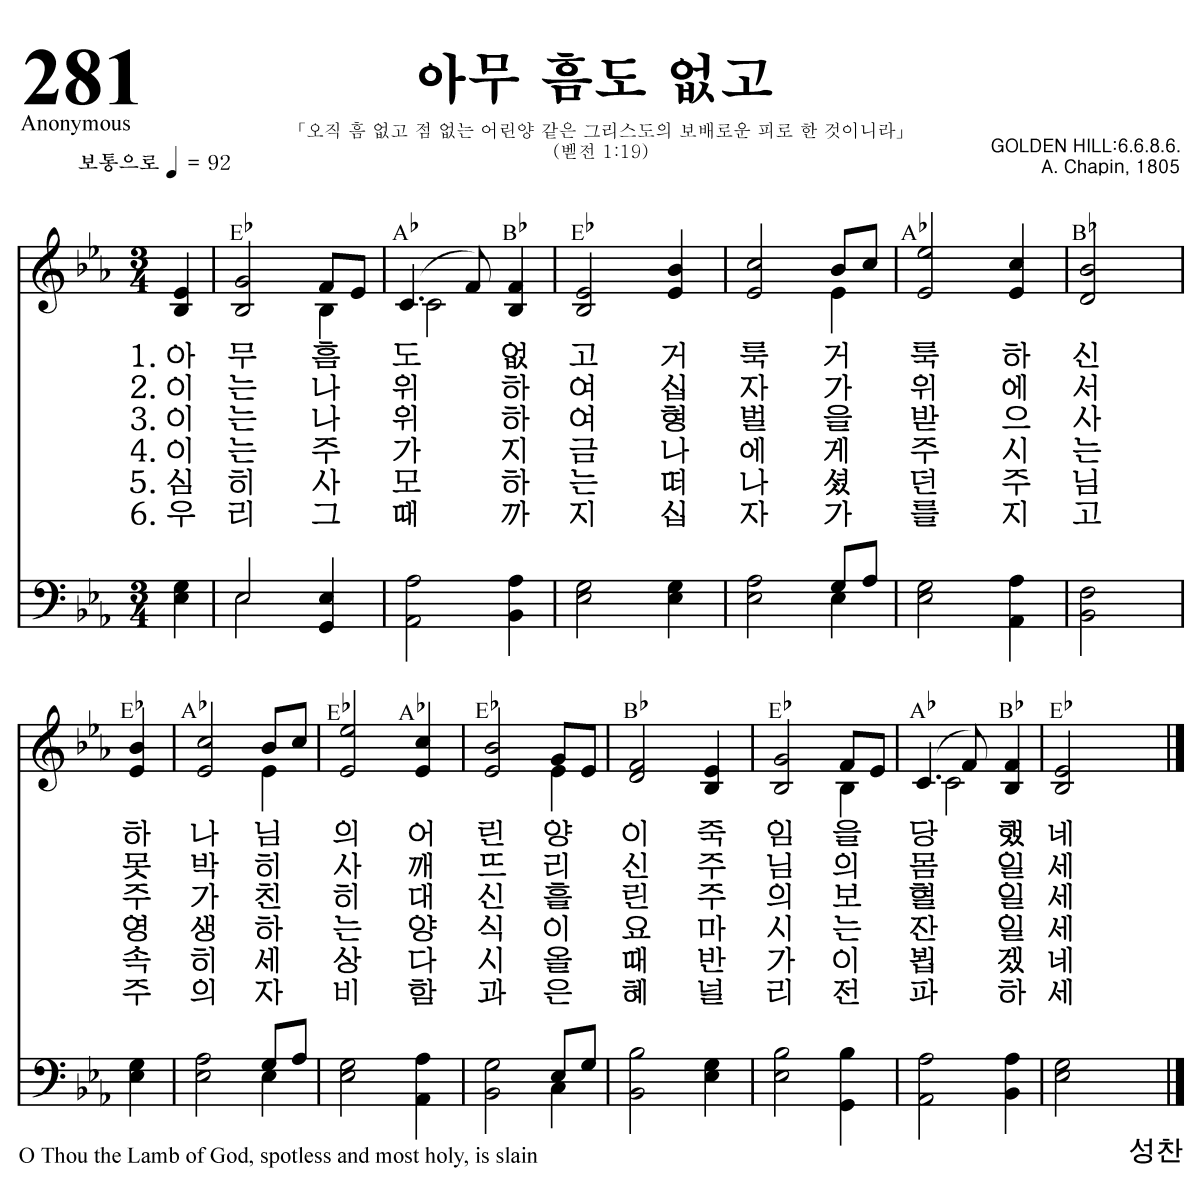 281
아무 흠도 없고
Anonymous
「오직 흠 없고 점 없는 어린양 같은 그리스도의 보배로운 피로 한 것이니라」
(벧전 1:19)
보통으로 ♩ = 92
GOLDEN HILL:6.6.8.6.
A. Chapin, 1805
E♭ A♭ B♭ E♭ A♭ B♭
3 4
1. 아 무 흠 도 없 고 거 룩 거 룩 하 신
2. 이 는 나 위 하 여 십 자 가 위 에 서
3. 이 는 나 위 하 여 형 벌 을 받 으 사
4. 이 는 주 가 지 금 나 에 게 주 시 는
5. 심 히 사 모 하 는 떠 나 셨 던 주 님
6. 우 리 그 때 까 지 십 자 가 를 지 고
3 4
E♭ A♭ E♭ A♭ E♭ B♭ E♭ A♭ B♭ E♭
하 나 님 의 어 린 양 이 죽 임 을 당 했 네
못 박 히 사 깨 뜨 리 신 주 님 의 몸 일 세
주 가 친 히 대 신 흘 린 주 의 보 혈 일 세
영 생 하 는 양 식 이 요 마 시 는 잔 일 세
속 히 세 상 다 시 올 때 반 가 이 뵙 겠 네
주 의 자 비 함 과 은 혜 널 리 전 파 하 세
O Thou the Lamb of God, spotless and most holy, is slain
성찬